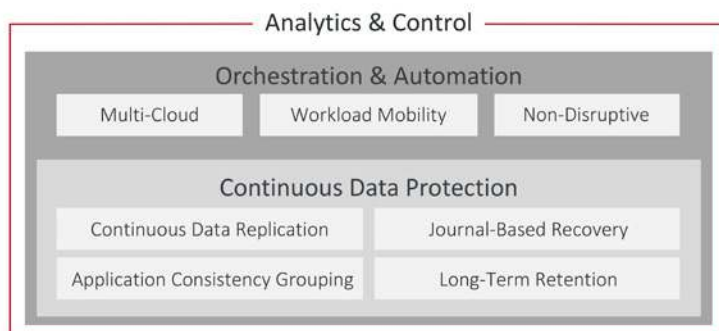 Analytics & Control
Orchestration & Automation
Multi-Cloud Workload Mobility Non-Disruptive
Continuous Data Protection
Continuous Data Replication Journal-Based Recovery
Application Consistency Grouping Long-Term Retention